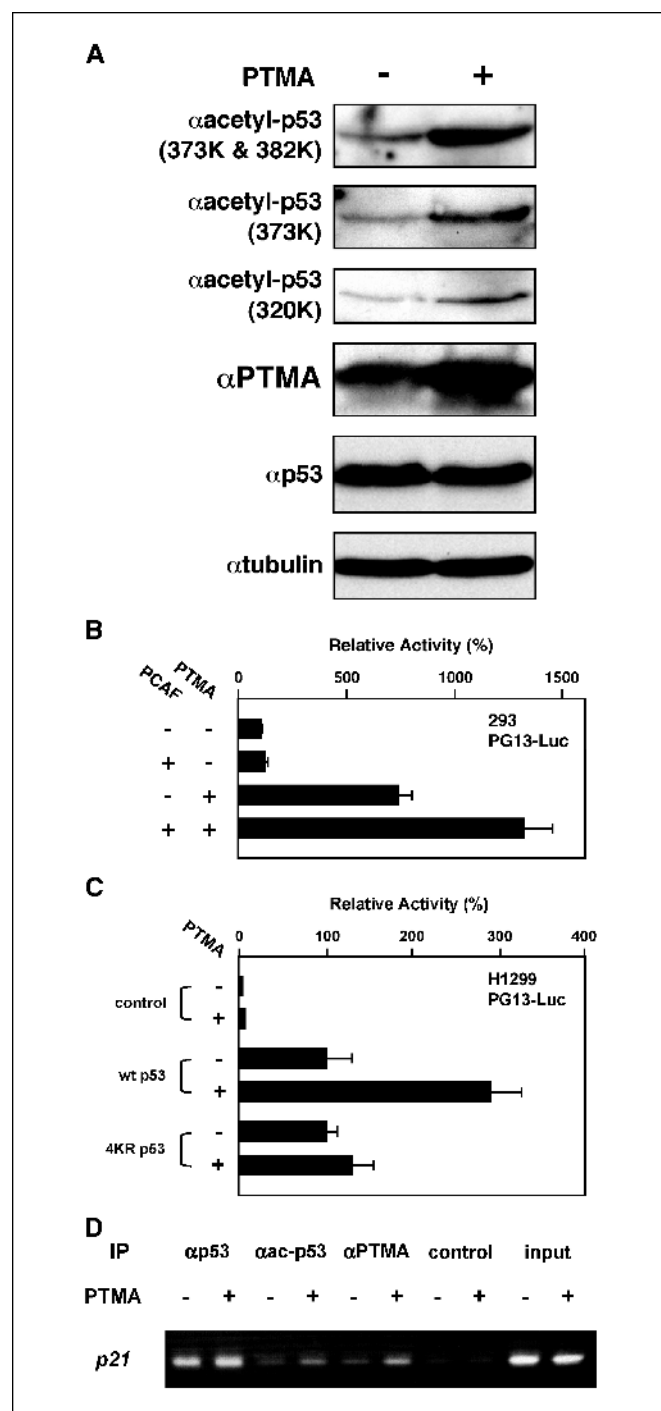 A
PTMA - +
αacetyl-p53
(373K & 382K)
αacetyl-p53
(373K)
αacetyl-p53
(320K)
αPTMA
αp53
αtubulin
B
Relative Activity (%)
PCAF PTMA 0 500 1000 1500
- -
+ -
- +
+ +
293
PG13-Luc
C
Relative Activity (%)
PTMA 0 100 200 300 400
control - +
wt p53 - +
4KR p53 - +
H1299
PG13-Luc
D
IP αp53 αac-p53 αPTMA control input
PTMA - + - + - + - + - +
p21